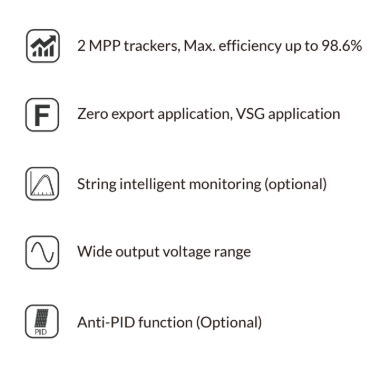 2 MPP trackers, Max. efficiency up to 98.6%
F
Zero export application, VSG application
String intelligent monitoring (optional)
Wide output voltage range
PID
Anti-PID function (Optional)